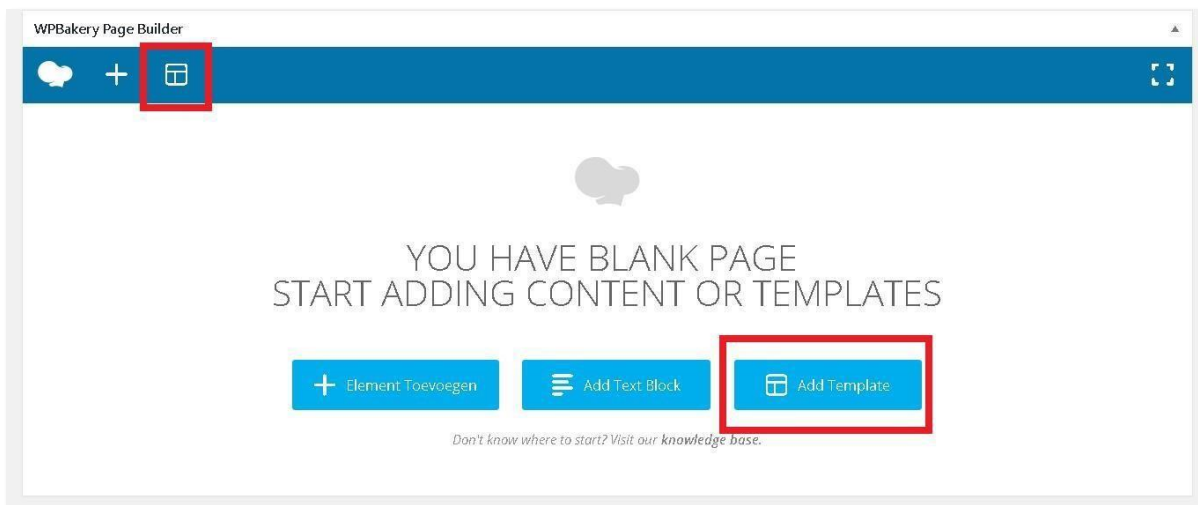 WPBakery Page Builder
YOU HAVE BLANK PAGE
START ADDING CONTENT OR TEMPLATES
Element Toevoegen
Add Text Block
Add Template
Don't know where to start? Visit our knowledge base.